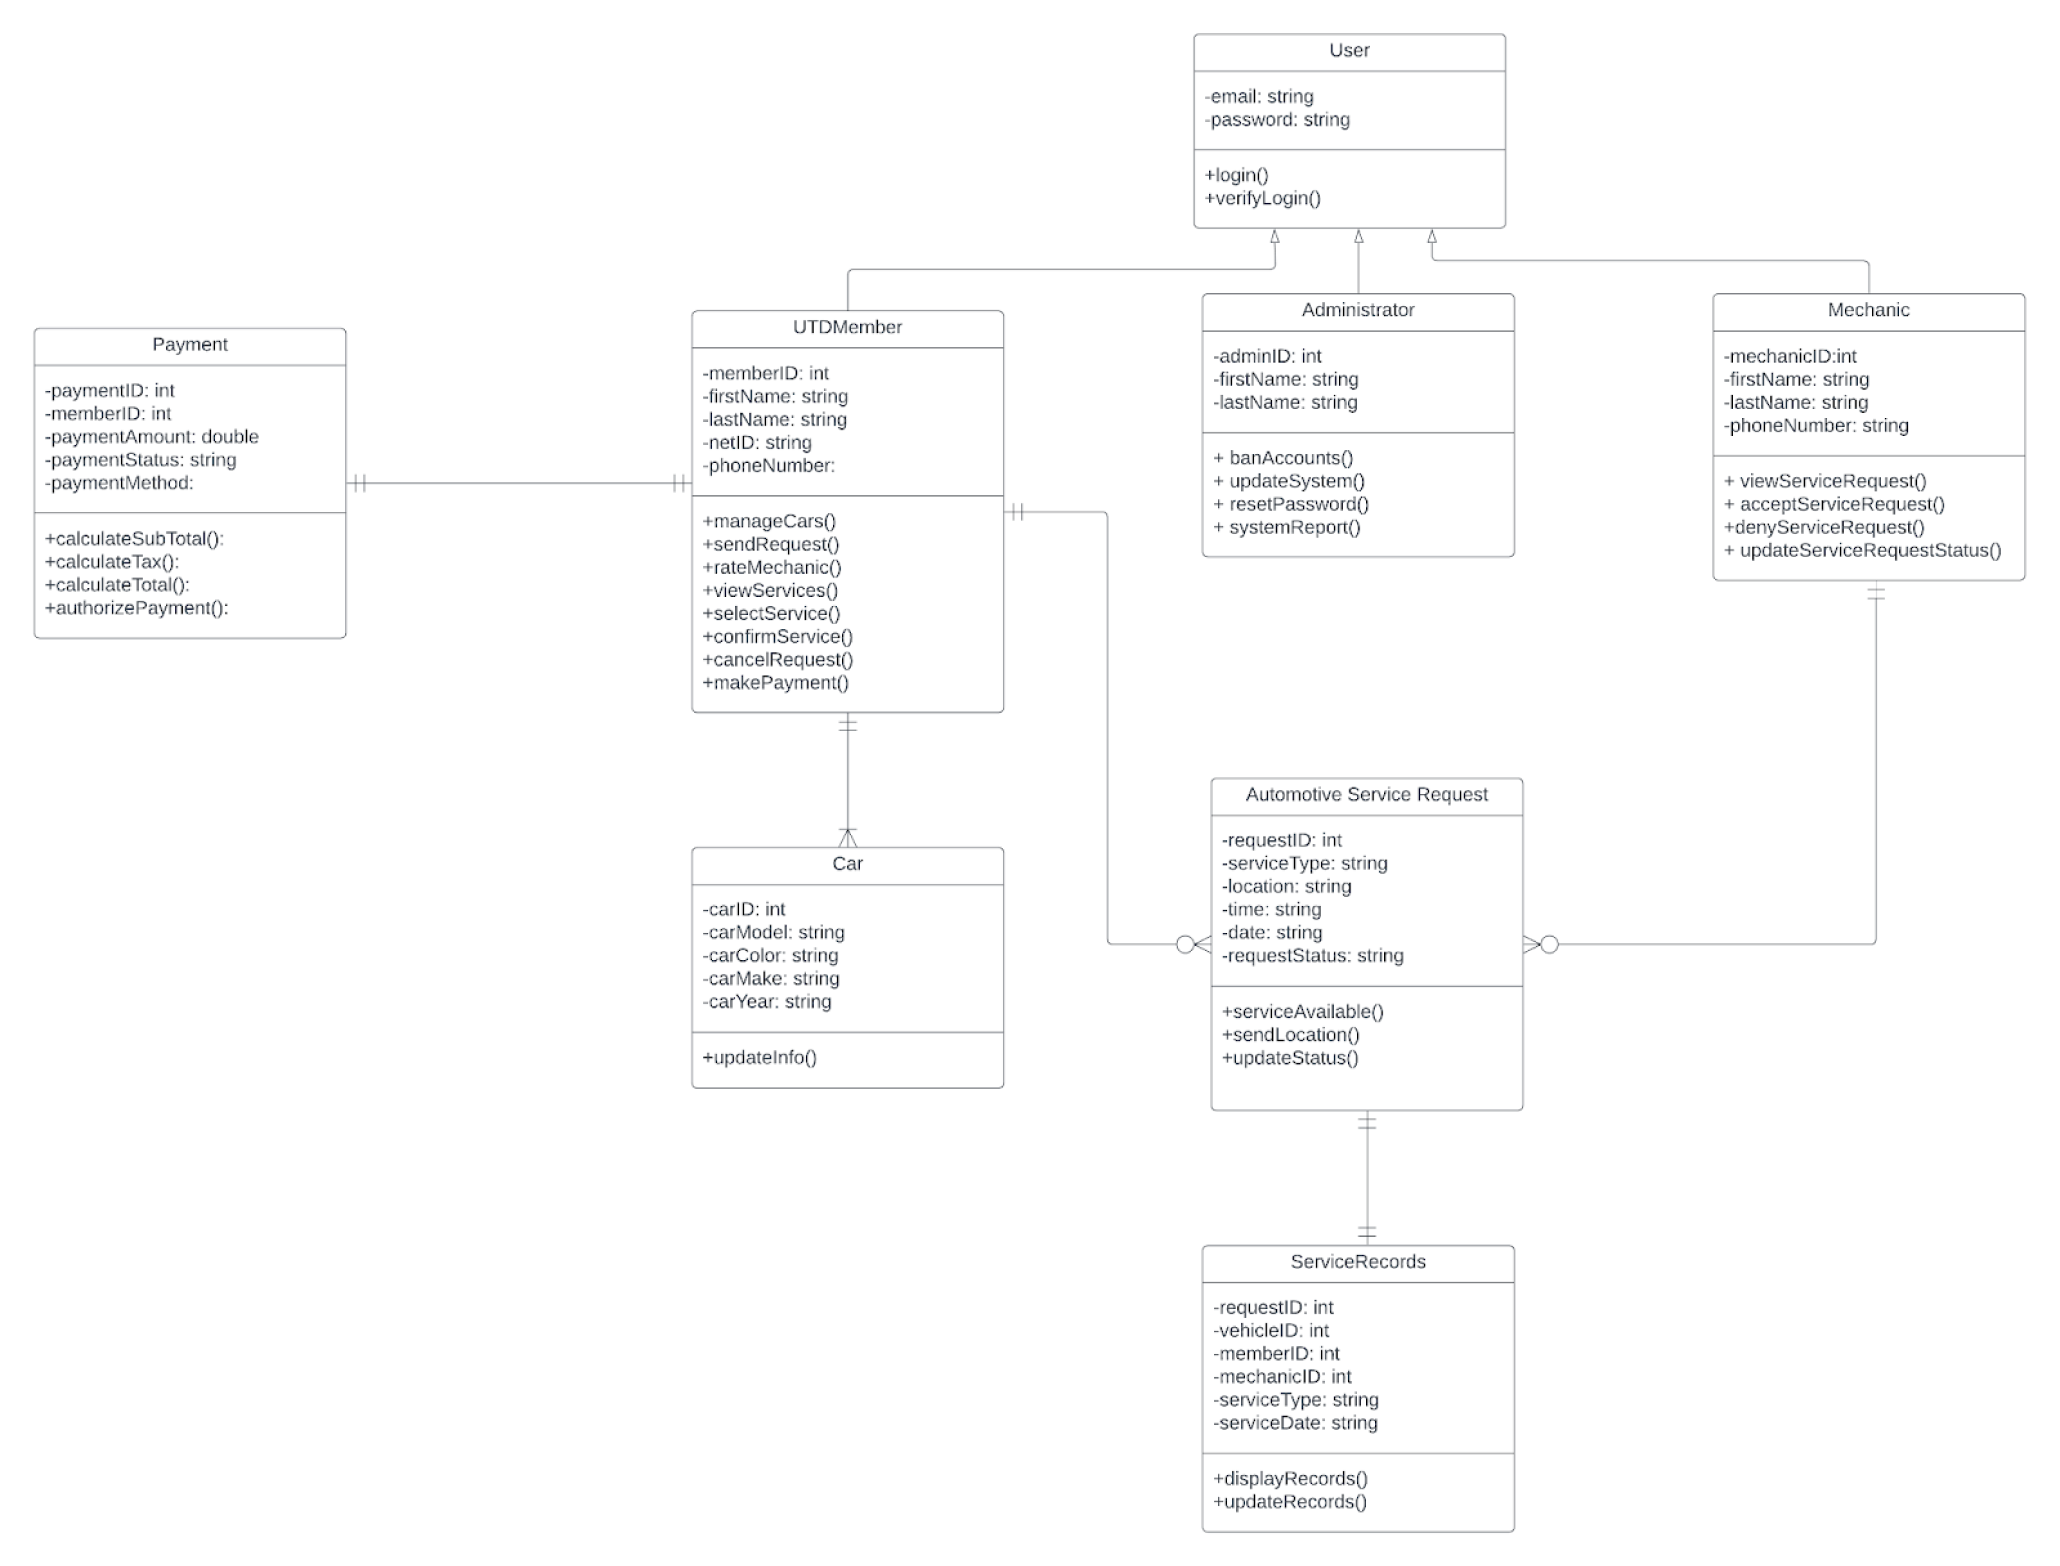 User
-email: string
-password: string
+login()
+verifyLogin()
Payment
-paymentID: int
-memberID: int
-paymentAmount: double
-paymentStatus: string
-paymentMethod:
+calculateSubTotal():
+calculateTax():
+calculateTotal():
+authorizePayment():
UTDMember
-memberID: int
-firstName: string
-lastName: string
-netID: string
-phoneNumber:
+manageCars()
+sendRequest()
+rateMechanic()
+viewServices()
+selectService()
+confirmService()
+cancelRequest()
+makePayment()
Administrator
-adminID: int
-firstName: string
-lastName: string
+ banAccounts()
+ updateSystem()
+ resetPassword()
+ systemReport()
Mechanic
-mechanicID:int
-firstName: string
-lastName: string
-phoneNumber: string
+ viewServiceRequest()
+ acceptServiceRequest()
+denyServiceRequest()
+ updateServiceRequestStatus()
Car
-carID: int
-carModel: string
-carColor: string
-carMake: string
-carYear: string
+updateInfo()
Automotive Service Request
-requestID: int
-serviceType: string
-location: string
-time: string
-date: string
-requestStatus: string
+serviceAvailable()
+sendLocation()
+updateStatus()
ServiceRecords
-requestID: int
-vehicleID: int
-memberID: int
-mechanicID: int
-serviceType: string
-serviceDate: string
+displayRecords()
+updateRecords()